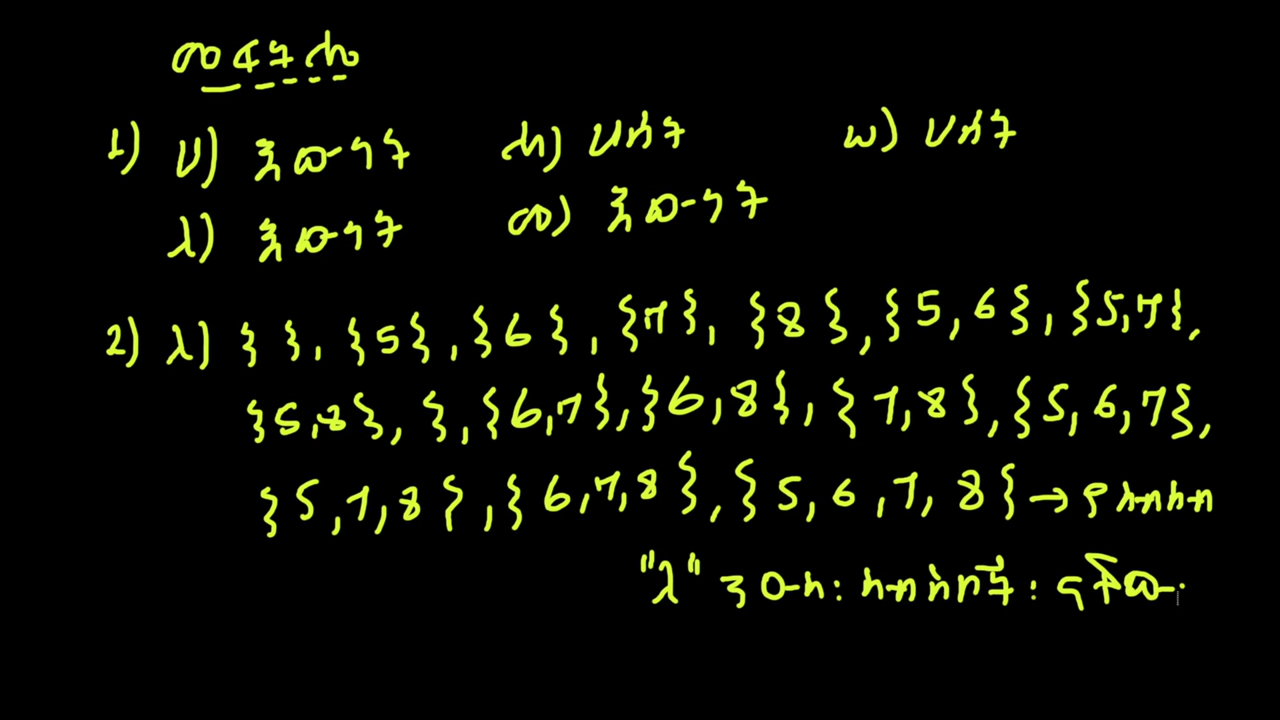 መፍትሔ
1) ሀ) እውነት ሐ) ሀሰት ሠ) ሀሰት
ለ) እውነት መ) እውነት
2) ለ) { }, {5}, {6}, {7}, {8}, {5,6}, {5,7},
{5,8}, { }, {6,7}, {6,8}, {7,8}, {5,6,7},
{5,7,8}, {6,7,8}, {5,6,7,8} → የስብስብ
"ለ" ንዑስ: ስብስቦች: ናቸው.